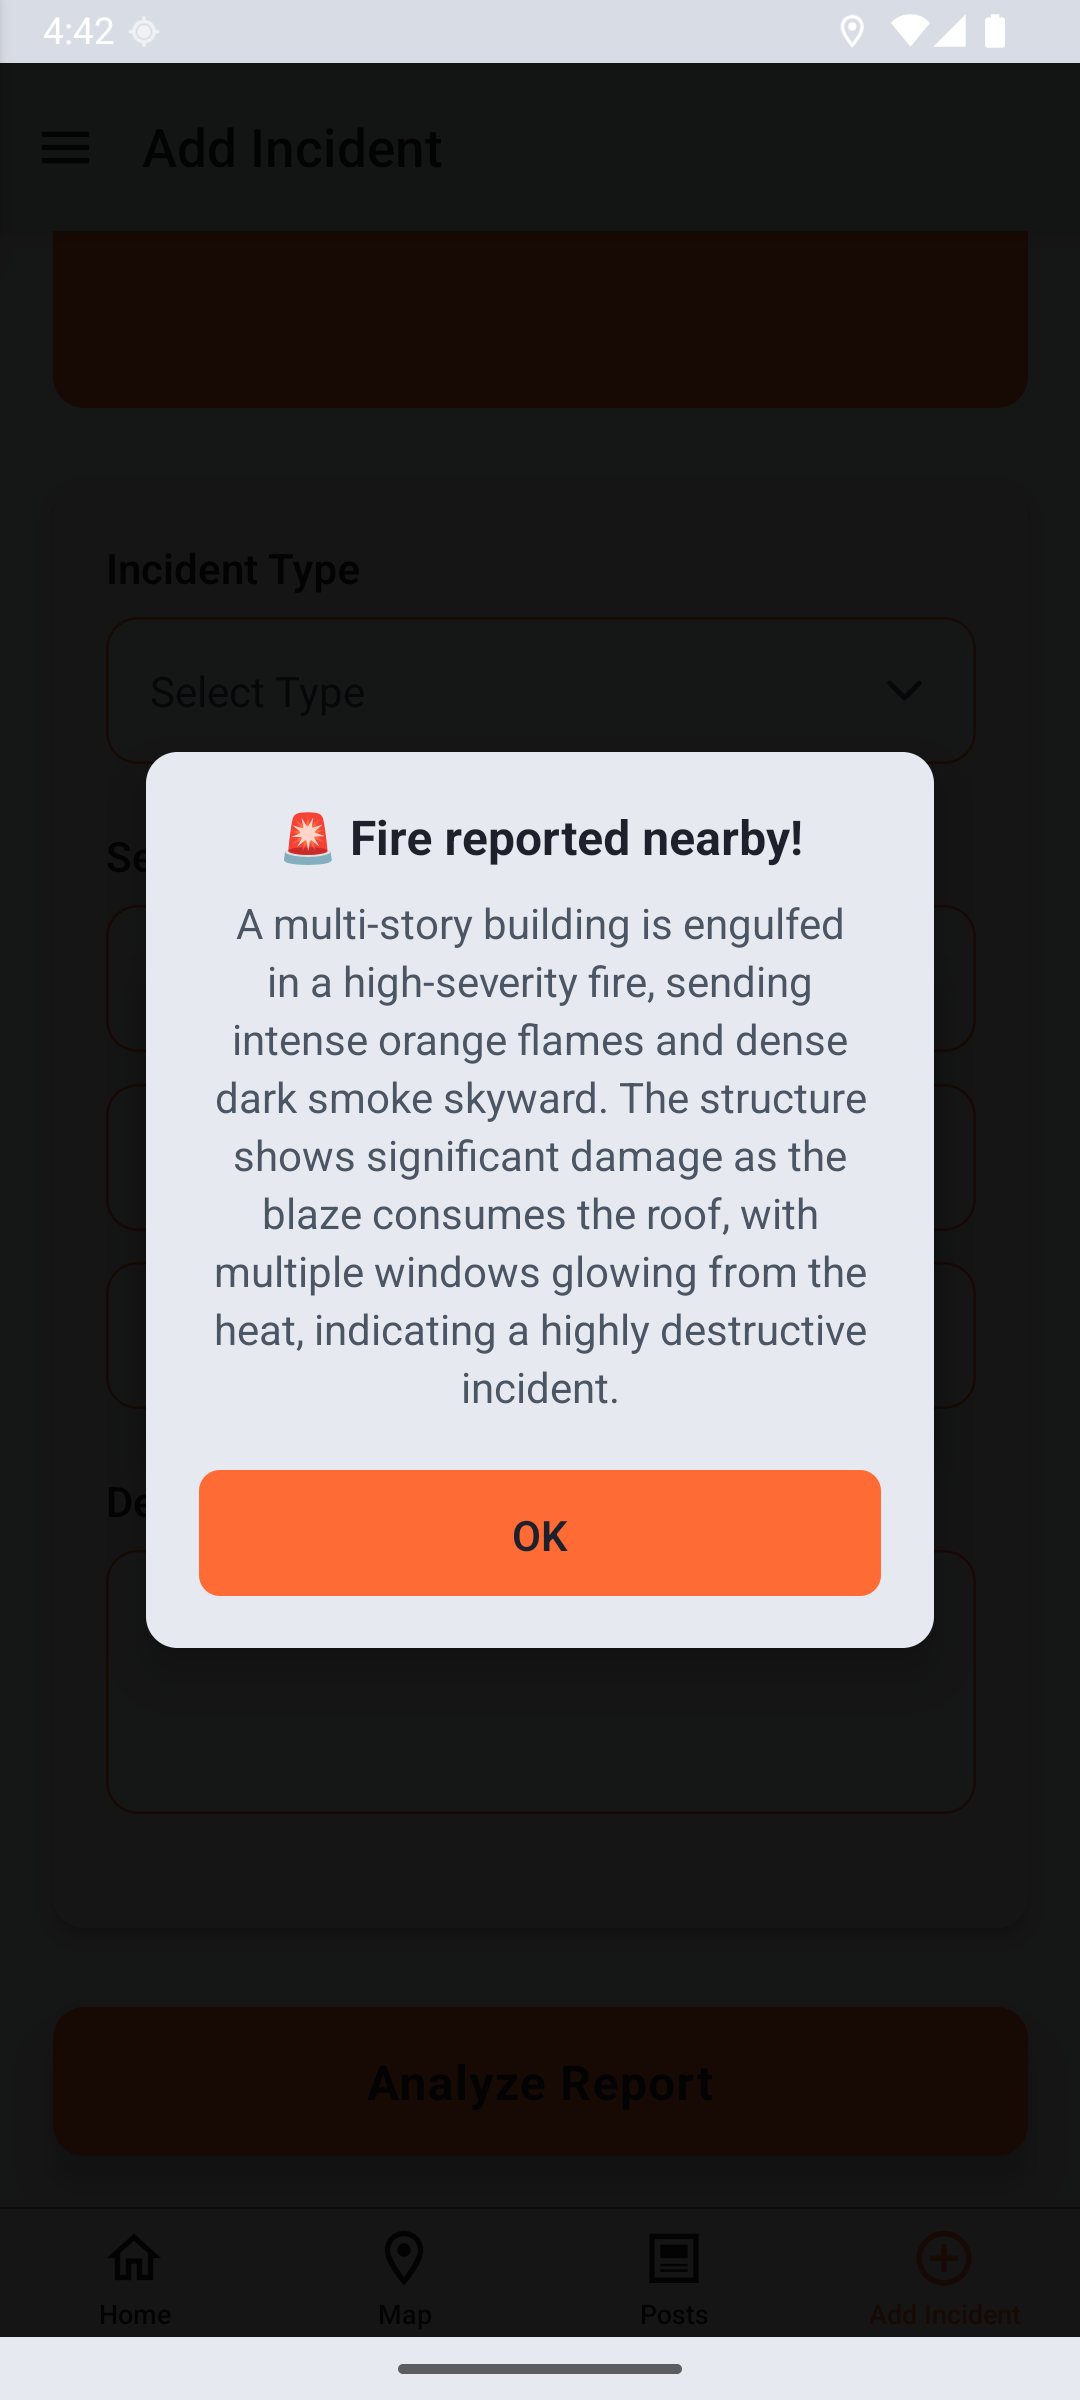 4:42
Add Incident
Incident Type
Select Type
Se
🚨 Fire reported nearby!
A multi-story building is engulfed
in a high-severity fire, sending
intense orange flames and dense
dark smoke skyward. The structure
shows significant damage as the
blaze consumes the roof, with
multiple windows glowing from the
heat, indicating a highly destructive
incident.
De
OK
Analyze Report
Home
Map
Posts
Add Incident